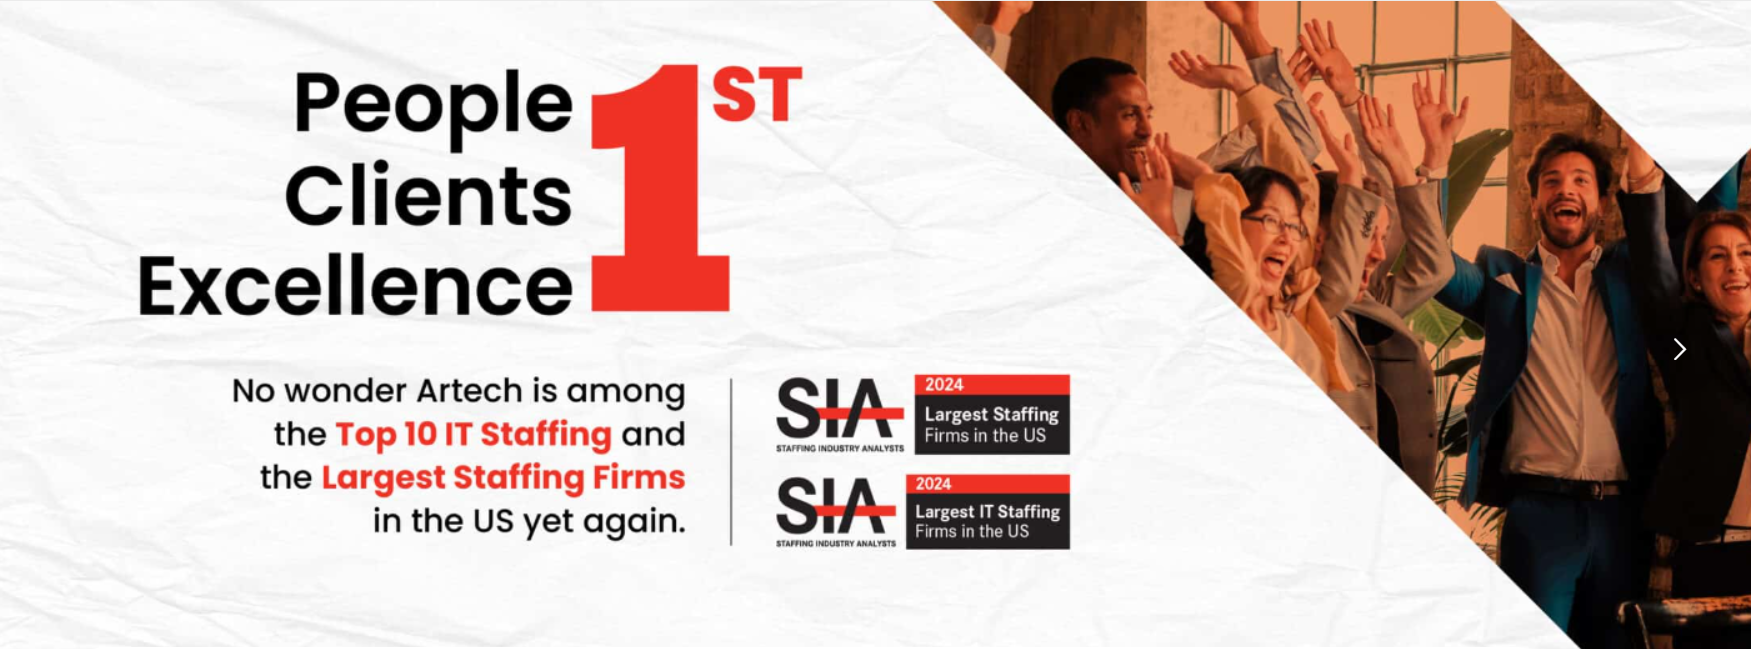 People
Clients
Excellence
1ST
No wonder Artech is among
the Top 10 IT Staffing and
the Largest Staffing Firms
in the US yet again.
SIA
STAFFING INDUSTRY ANALYSTS
2024
Largest Staffing
Firms in the US
SIA
STAFFING INDUSTRY ANALYSTS
2024
Largest IT Staffing
Firms in the US